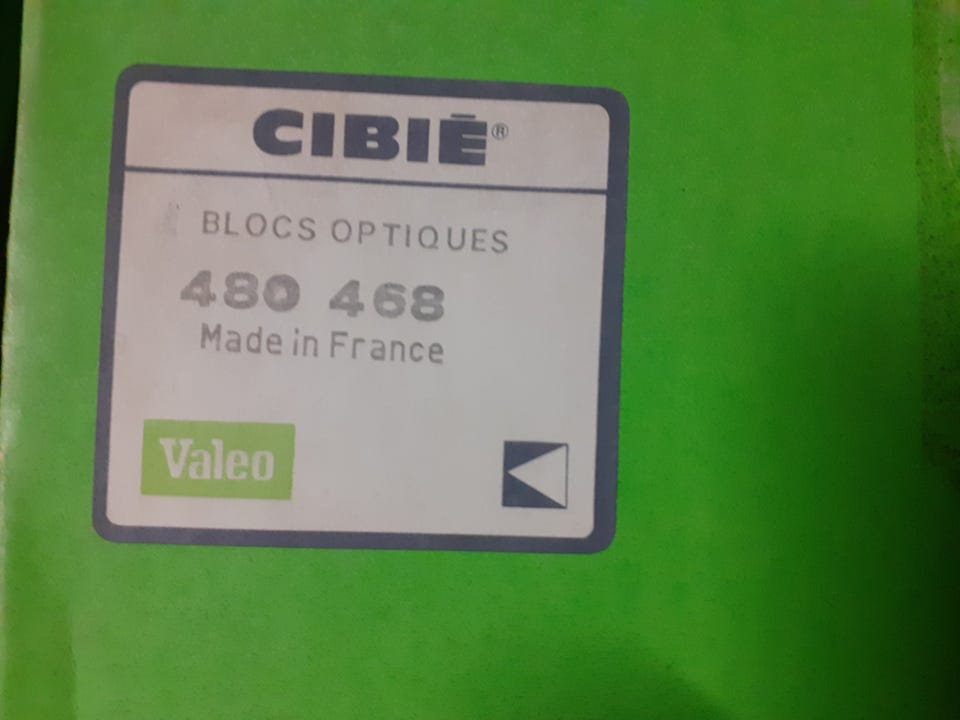 CIBIÉ®
BLOCS OPTIQUES
480 468
Made in France
Valeo